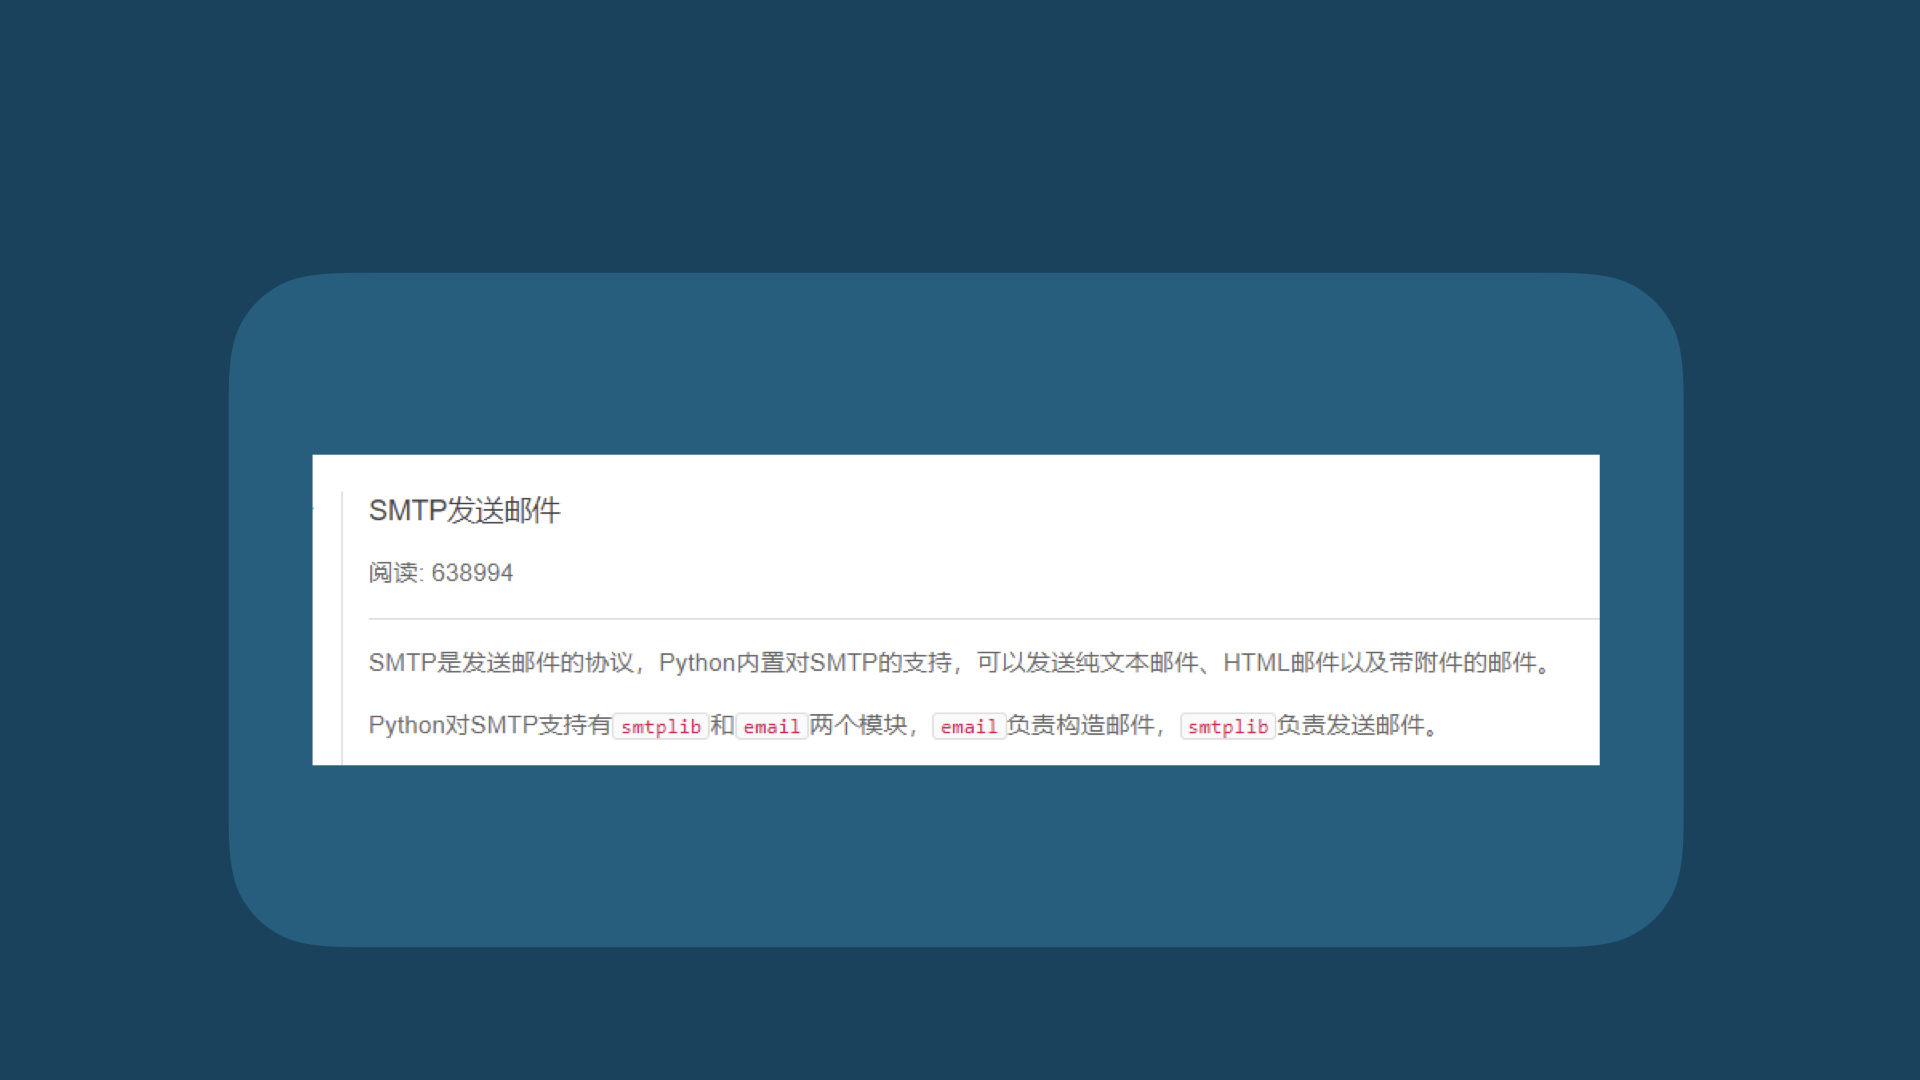 SMTP发送邮件
阅读: 638994
SMTP是发送邮件的协议，Python内置对SMTP的支持，可以发送纯文本邮件、HTML邮件以及带附件的邮件。
Python对SMTP支持有smtplib和email两个模块，email负责构造邮件，smtplib负责发送邮件。